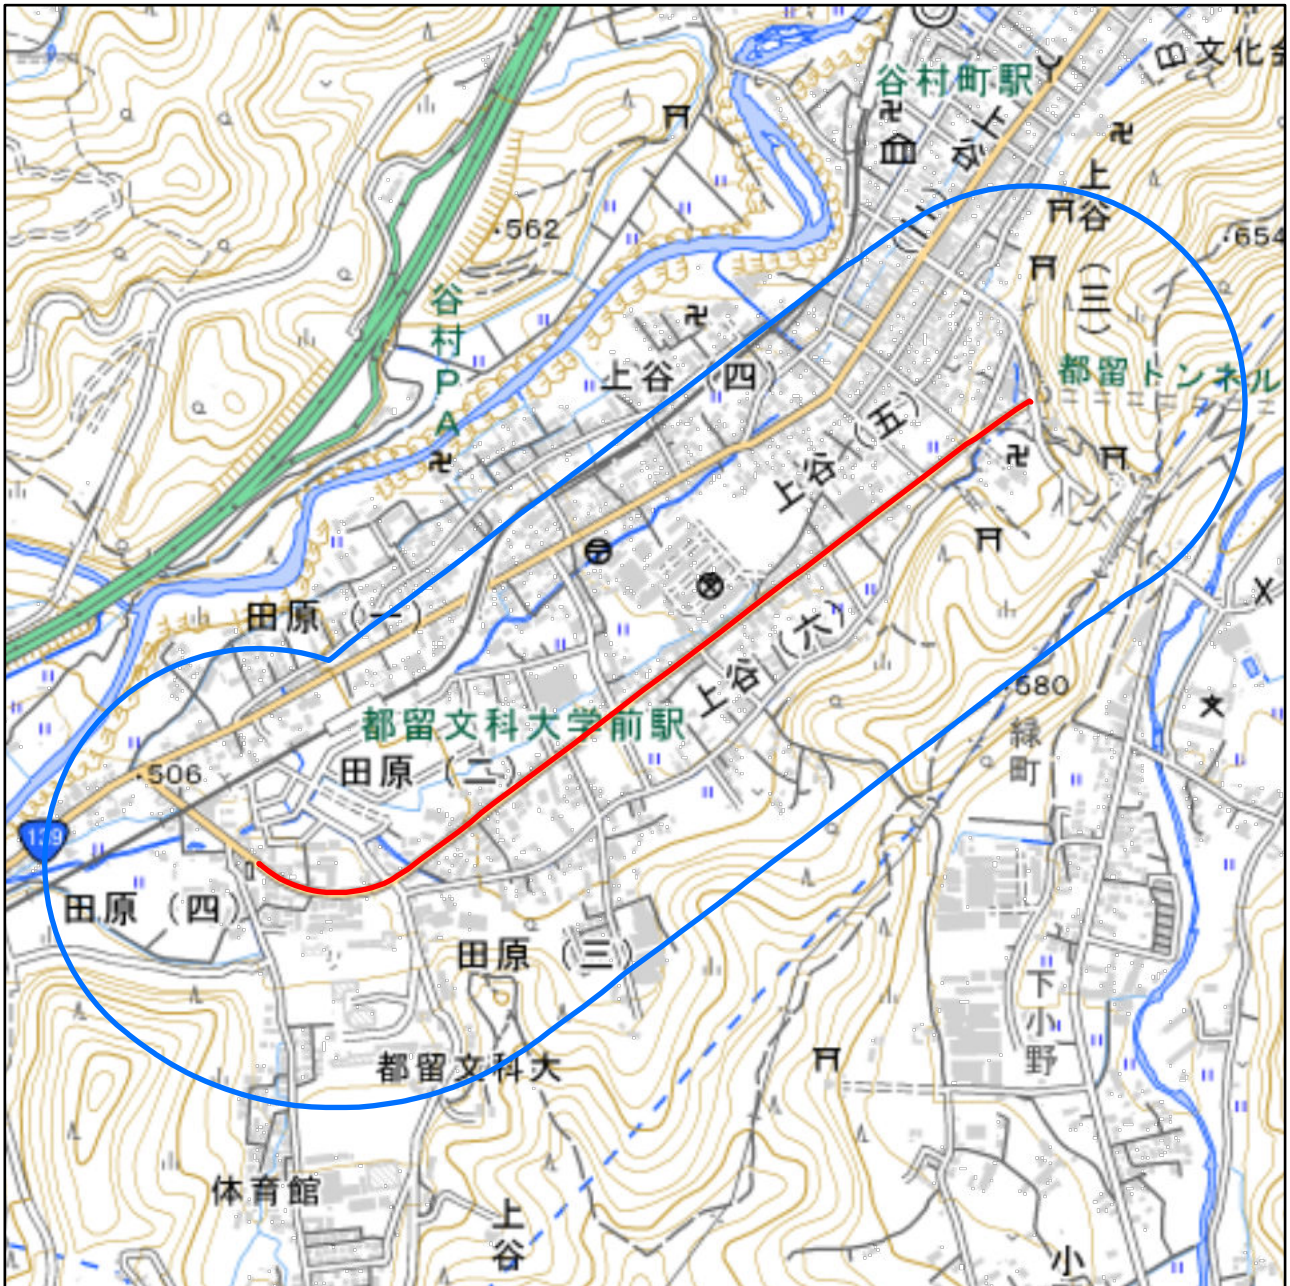 文化会
谷村町駅
上谷
(二)
上谷(三)
・562
・654
谷村PA
都留トンネル
上谷(四)
上谷(五)
田原(一)
上谷(六)
・580
緑町
都留文科大学前駅
・506
田原(二)
139
田原(四)
田原(三)
下小野
都留文科大
体育館
上谷
小